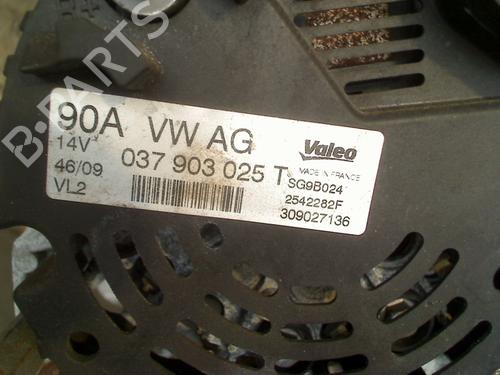 90A VW AG
14V
46/09 037 903 025 T
VL2
Valeo
MADE IN FRANCE
SG9B024
2542282F
309027136
B-PARTS